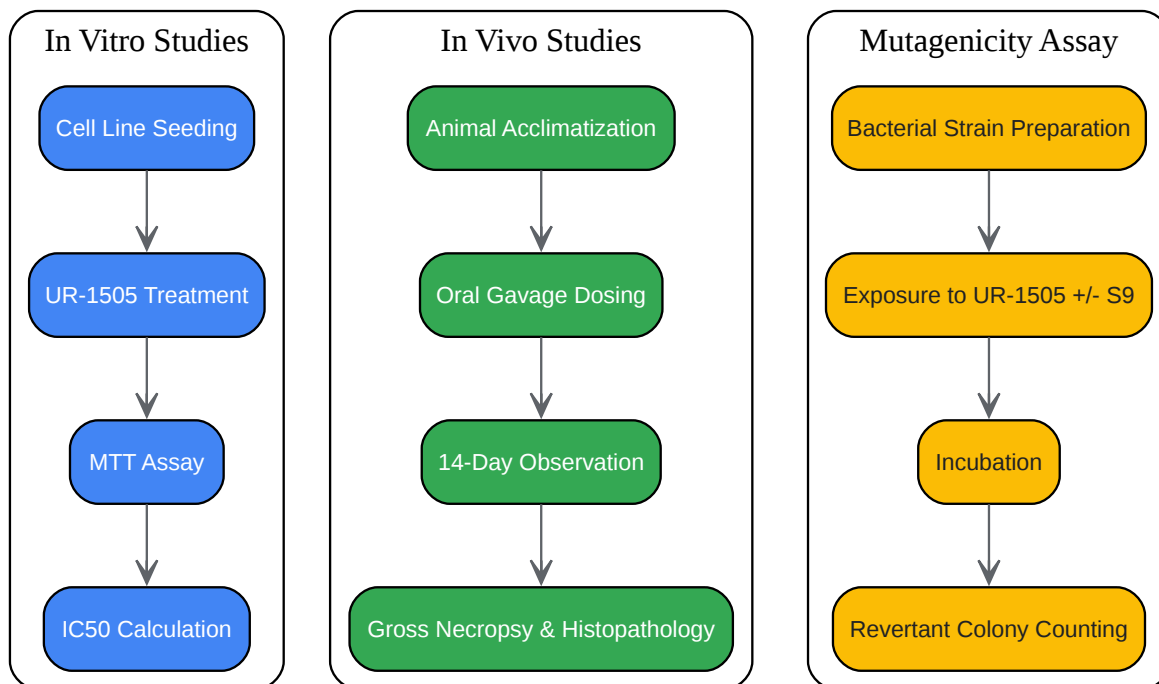 In Vitro Studies
Cell Line Seeding
UR-1505 Treatment
MTT Assay
IC50 Calculation
In Vivo Studies
Animal Acclimatization
Oral Gavage Dosing
14-Day Observation
Gross Necropsy & Histopathology
Mutagenicity Assay
Bacterial Strain Preparation
Exposure to UR-1505 +/- S9
Incubation
Revertant Colony Counting